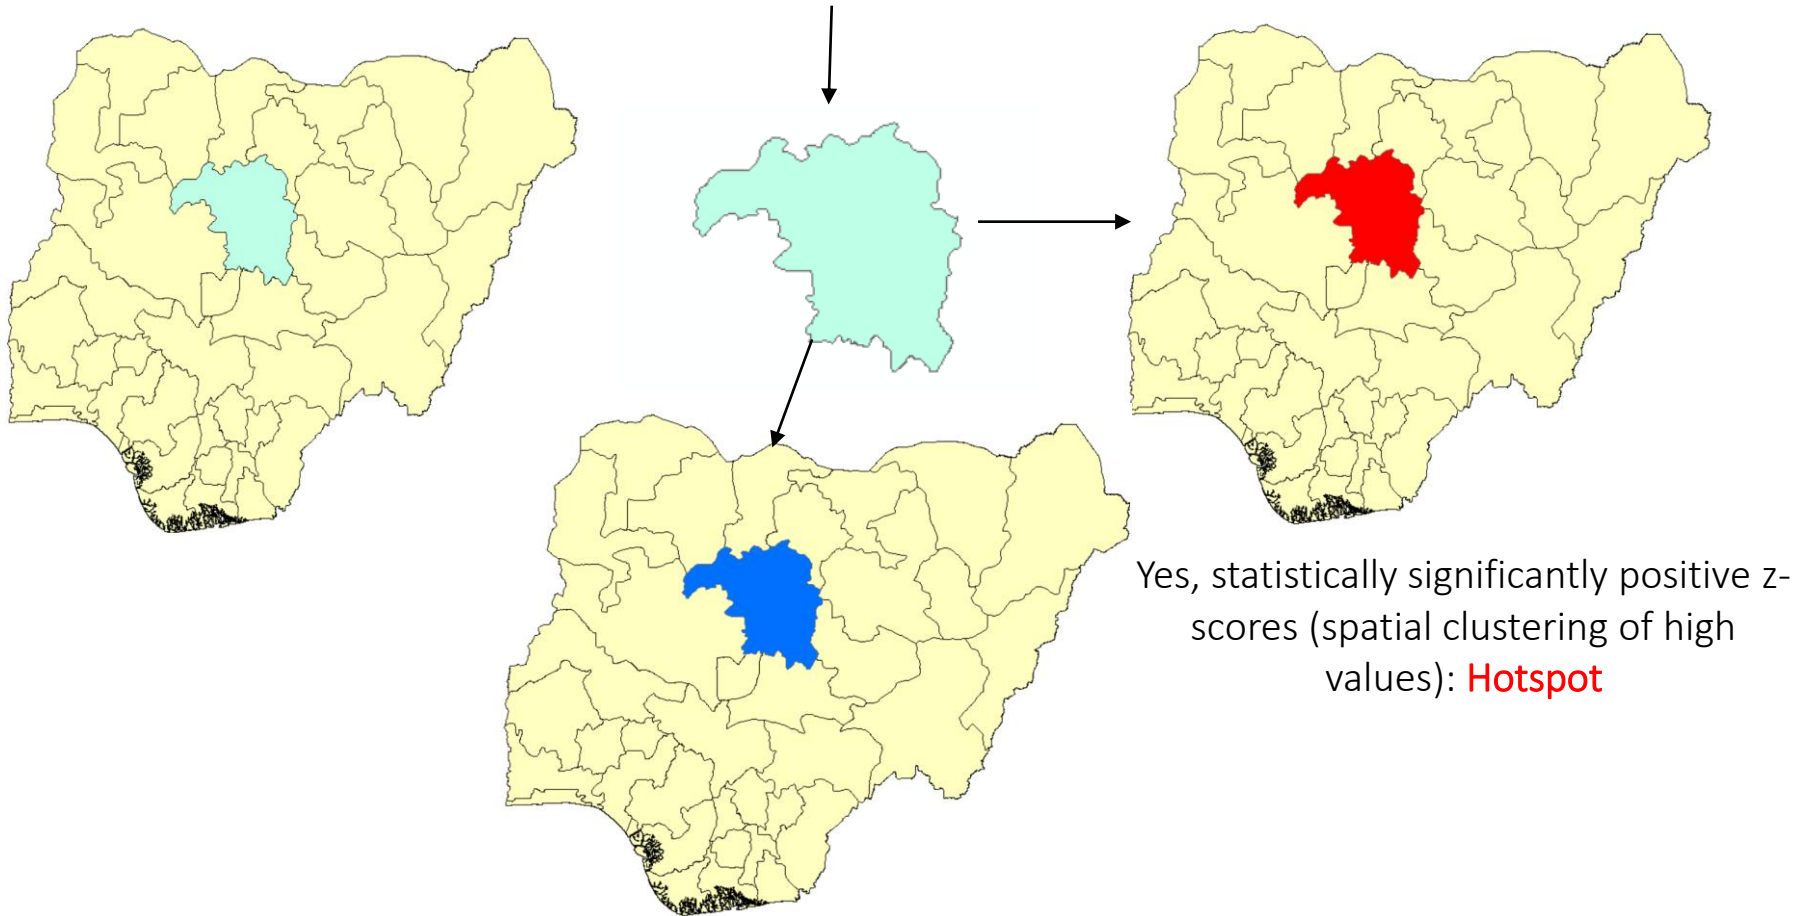 Yes, statistically significantly positive z-
scores (spatial clustering of high
values): Hotspot